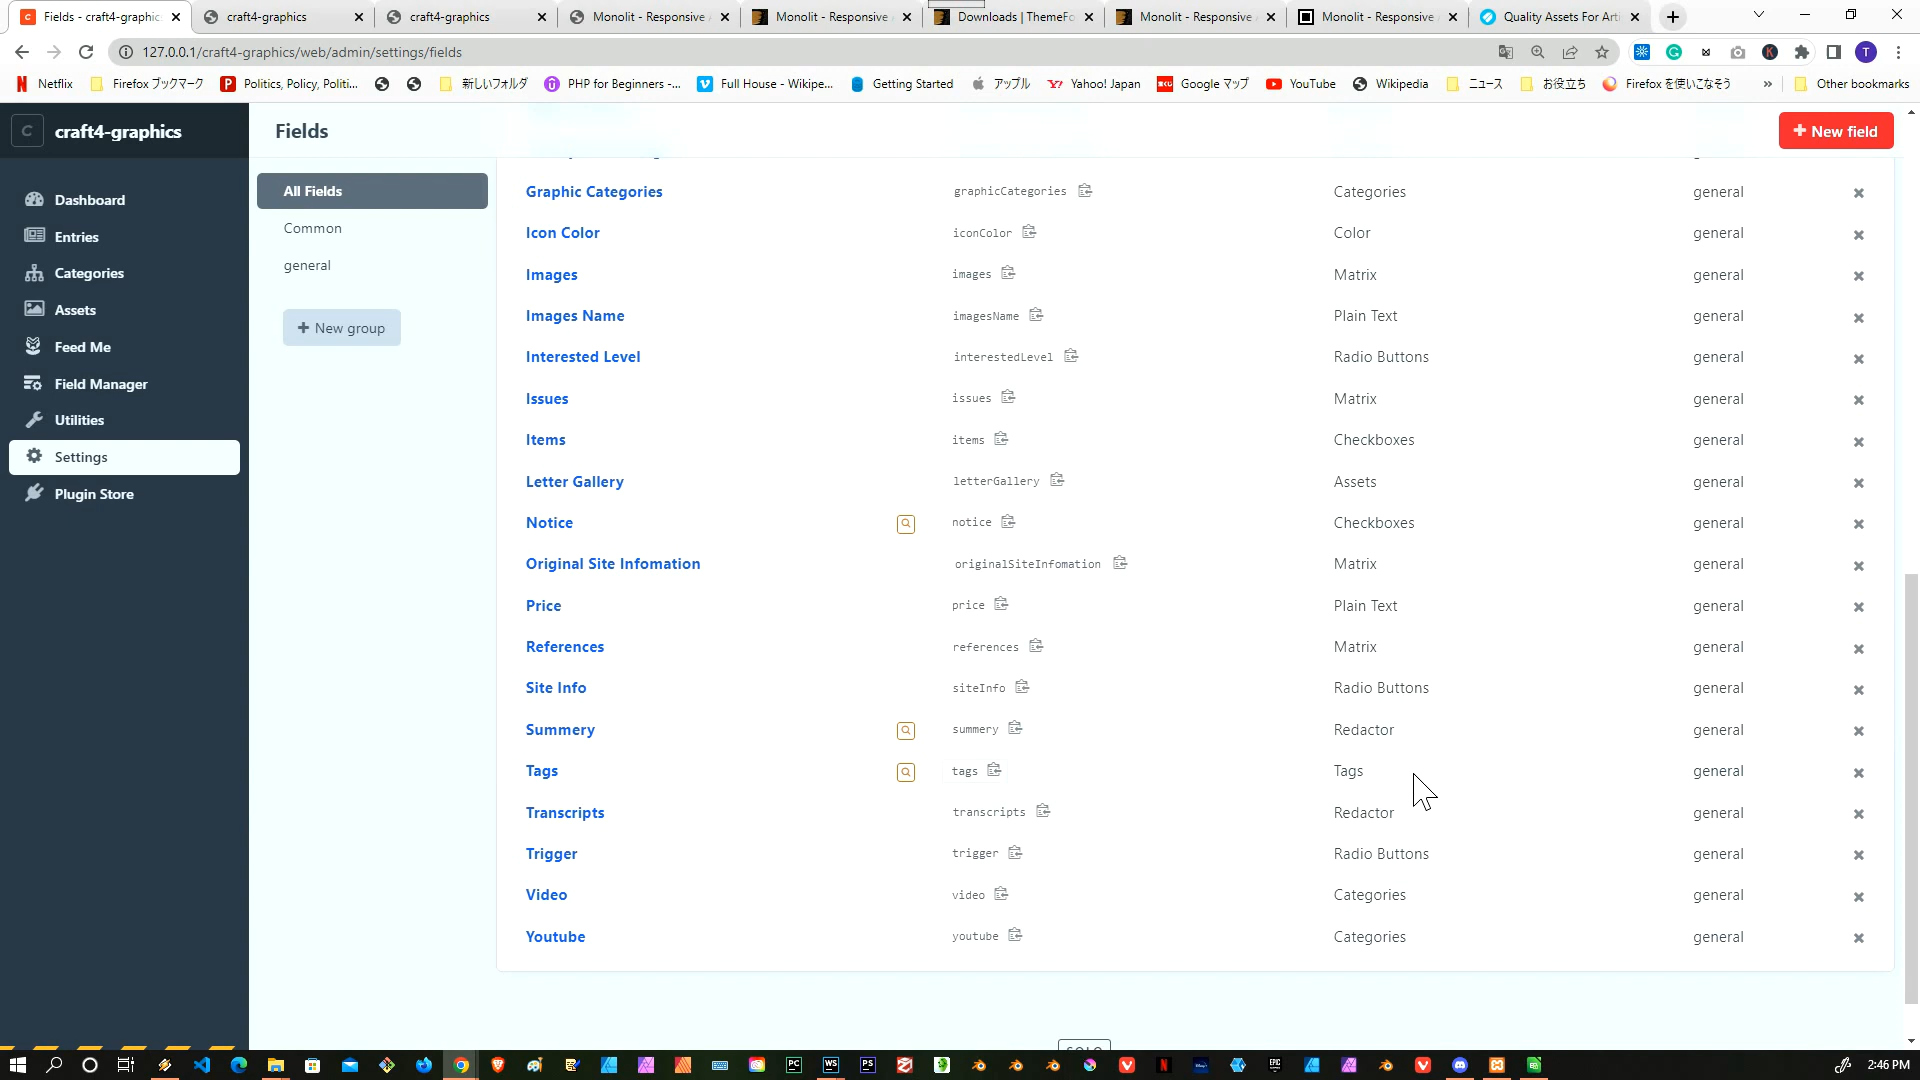 Fields - craft4-graphic
craft4-graphics
craft4-graphics
Monolit - Responsive
Monolit - Responsive
Downloads | ThemeFo
Monolit - Responsive
Monolit - Responsive
Quality Assets For Arti
127.0.0.1/craft4-graphics/web/admin/settings/fields
Netflix
Firefox ブックマーク
Politics, Policy, Politi...
新しいフォルダ
PHP for Beginners -...
Full House - Wikipe...
Getting Started
アップル
Yahoo! Japan
Google マップ
YouTube
Wikipedia
ニュース
お役立ち
Firefox を使いこなそう
Other bookmarks
C craft4-graphics
Fields
+ New field
Dashboard
Entries
Categories
Assets
Feed Me
Field Manager
Utilities
Settings
Plugin Store
All Fields
Common
general
+ New group
Graphic Categories graphicCategories Categories general
Icon Color iconColor Color general
Images images Matrix general
Images Name imagesName Plain Text general
Interested Level interestedLevel Radio Buttons general
Issues issues Matrix general
Items items Checkboxes general
Letter Gallery letterGallery Assets general
Notice notice Checkboxes general
Original Site Infomation originalSiteInfomation Matrix general
Price price Plain Text general
References references Matrix general
Site Info siteInfo Radio Buttons general
Summery summery Redactor general
Tags tags Tags general
Transcripts transcripts Redactor general
Trigger trigger Radio Buttons general
Video video Categories general
Youtube youtube Categories general
2:46 PM